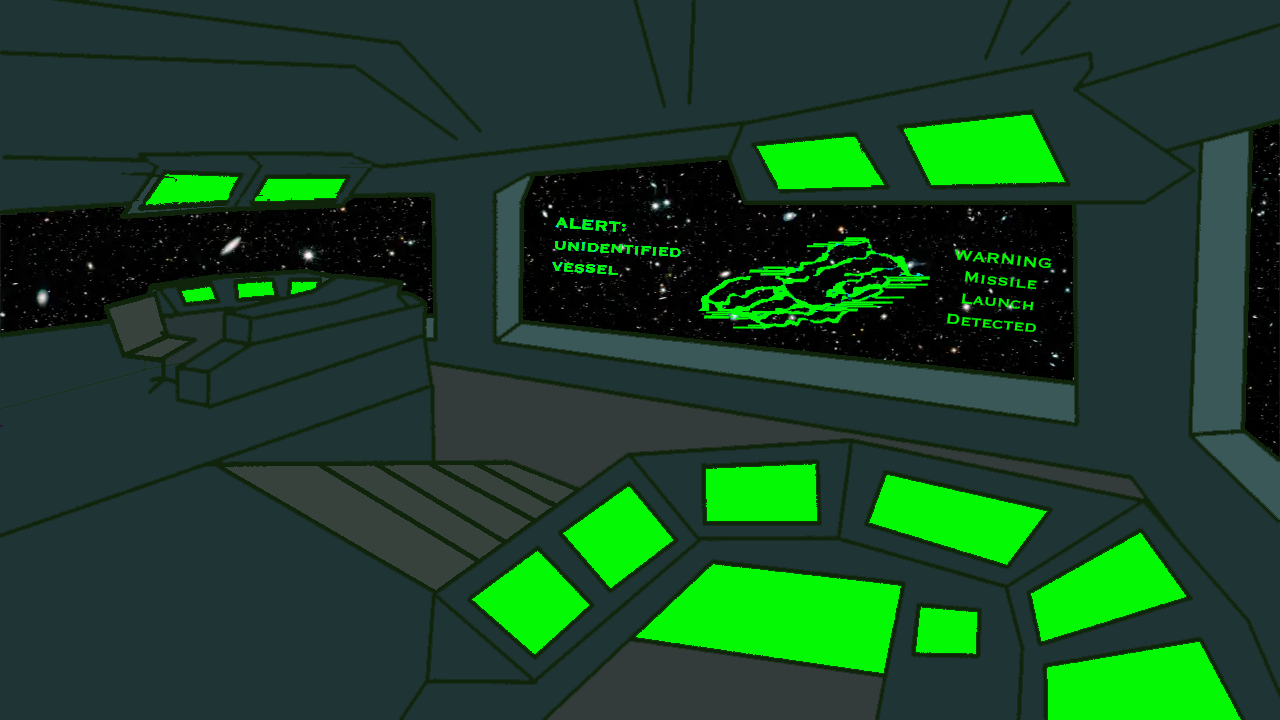 ALERT:
UNIDENTIFIED
VESSEL
WARNING
MISSILE
LAUNCH
DETECTED